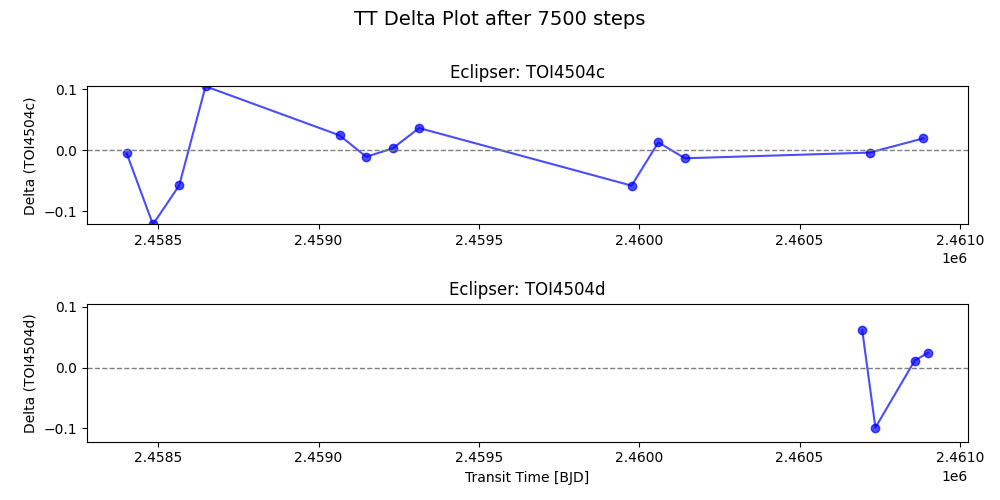 TT Delta Plot after 7500 steps
Eclipser: TOI4504c
Delta (TOI4504c)
0.1
0.0
−0.1
2.4585 2.4590 2.4595 2.4600 2.4605 2.4610
1e6
Eclipser: TOI4504d
Delta (TOI4504d)
0.1
0.0
−0.1
2.4585 2.4590 2.4595 2.4600 2.4605 2.4610
1e6
Transit Time [BJD]